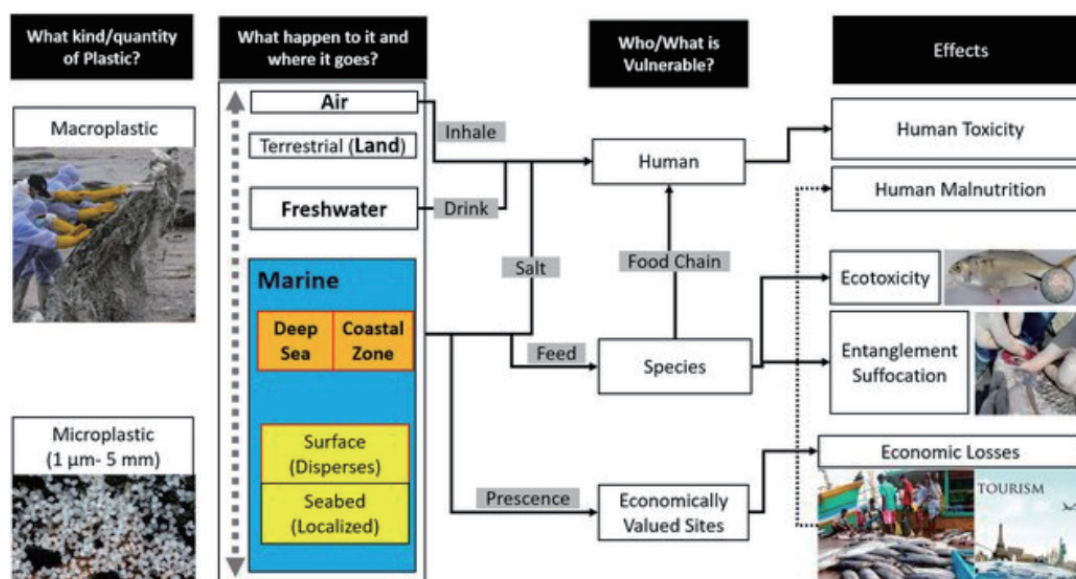 What kind/quantity
of Plastic?
What happen to it and
where it goes?
Who/What is
Vulnerable?
Effects
Macroplastic
Microplastic
(1 µm- 5 mm)
Air
Terrestrial (Land)
Freshwater
Marine
Deep
Sea
Coastal
Zone
Surface
(Disperses)
Seabed
(Localized)
Inhale
Drink
Salt
Feed
Prescence
Human
Food Chain
Species
Economically
Valued Sites
Human Toxicity
Human Malnutrition
Ecotoxicity
Entanglement
Suffocation
Economic Losses
TOURISM